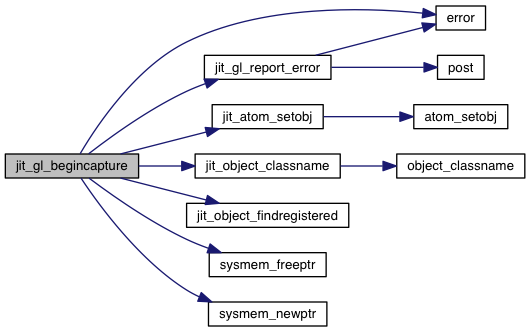 error
jit_gl_report_error
post
jit_atom_setobj
atom_setobj
jit_gl_begincapture
jit_object_classname
object_classname
jit_object_findregistered
sysmem_freeptr
sysmem_newptr